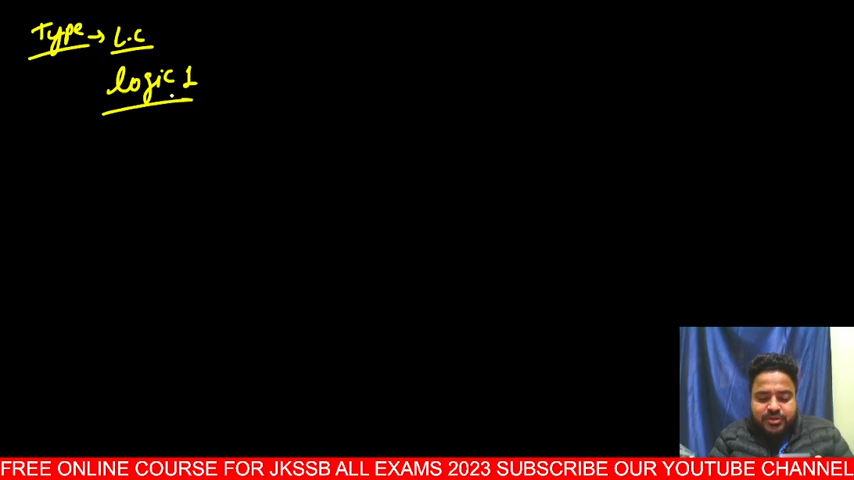 Type → L.C
logic 1
FREE ONLINE COURSE FOR JKSSB ALL EXAMS 2023 SUBSCRIBE OUR YOUTUBE CHANNEL